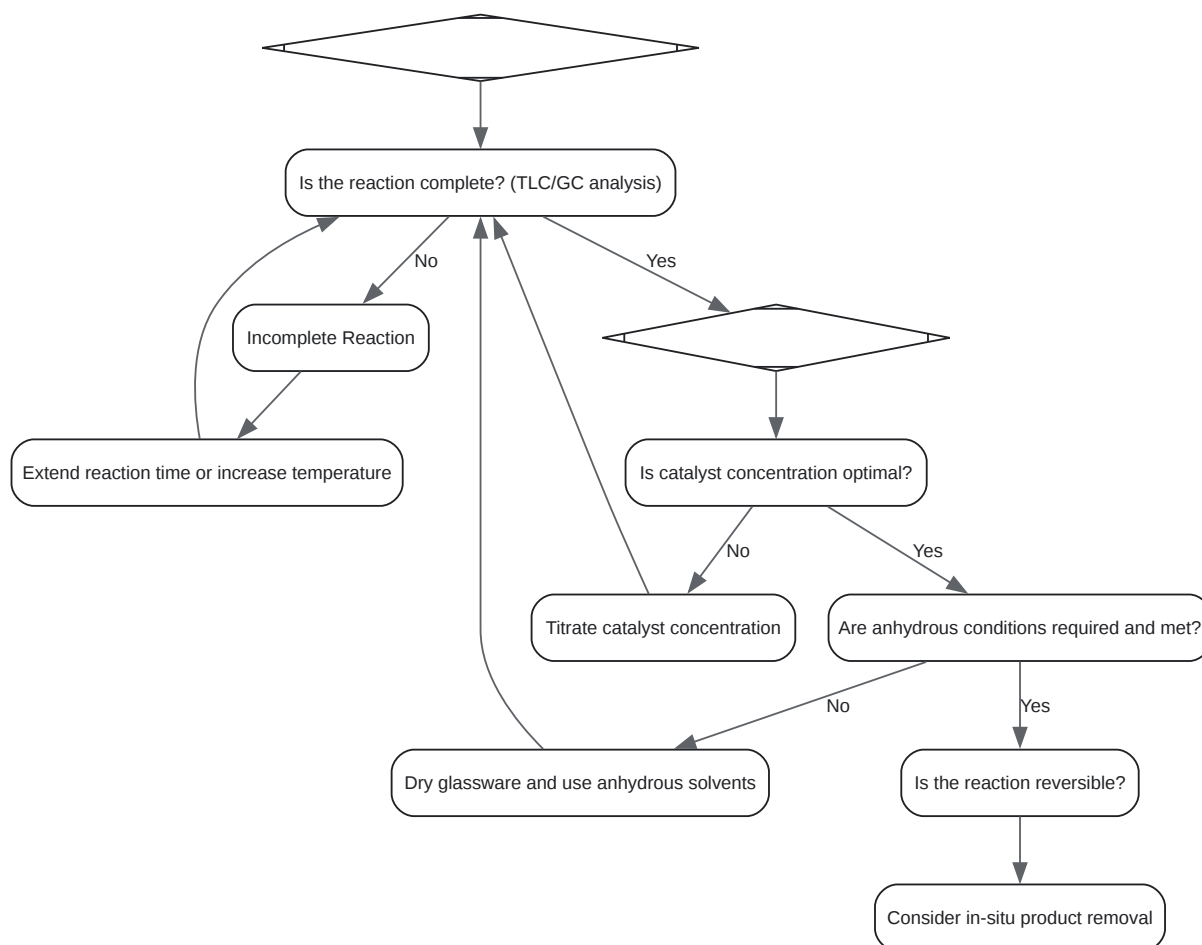 Is the reaction complete? (TLC/GC analysis)
No
Yes
Incomplete Reaction
Extend reaction time or increase temperature
Is catalyst concentration optimal?
No
Yes
Titrate catalyst concentration
Are anhydrous conditions required and met?
No
Yes
Dry glassware and use anhydrous solvents
Is the reaction reversible?
Consider in-situ product removal